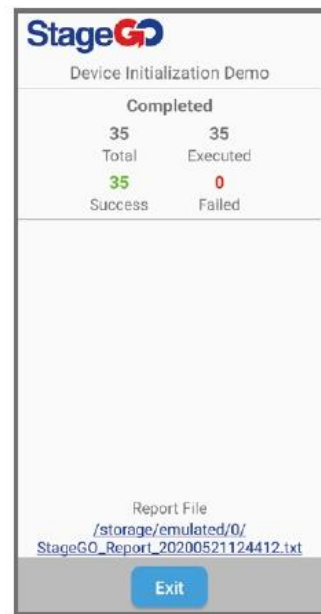 StageGO
Device Initialization Demo
Completed
35 35
Total Executed
35 0
Success Failed
Report File
/storage/emulated/0/
StageGO_Report_20200521124412.txt
Exit